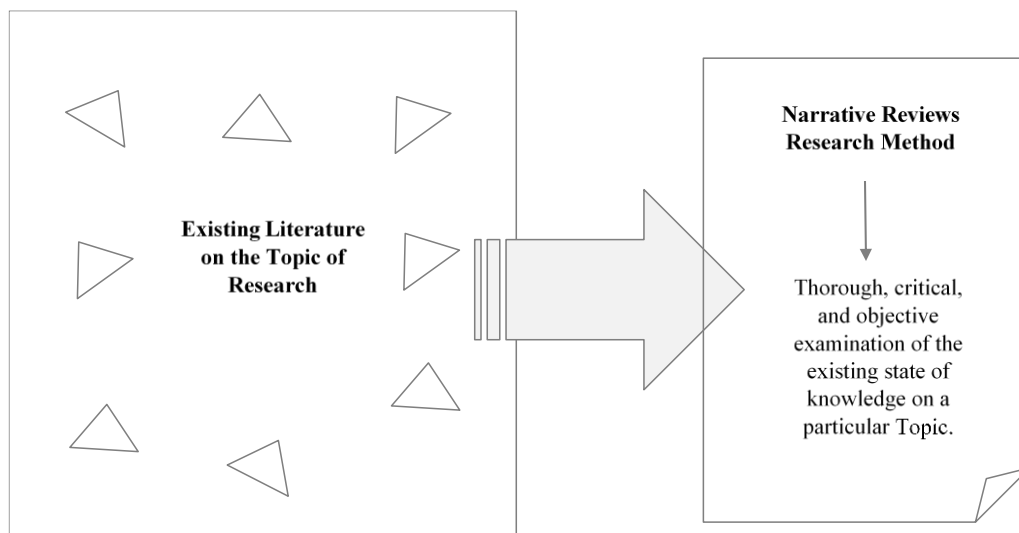 Existing Literature
on the Topic of
Research
Narrative Reviews
Research Method
Thorough, critical,
and objective
examination of the
existing state of
knowledge on a
particular Topic.